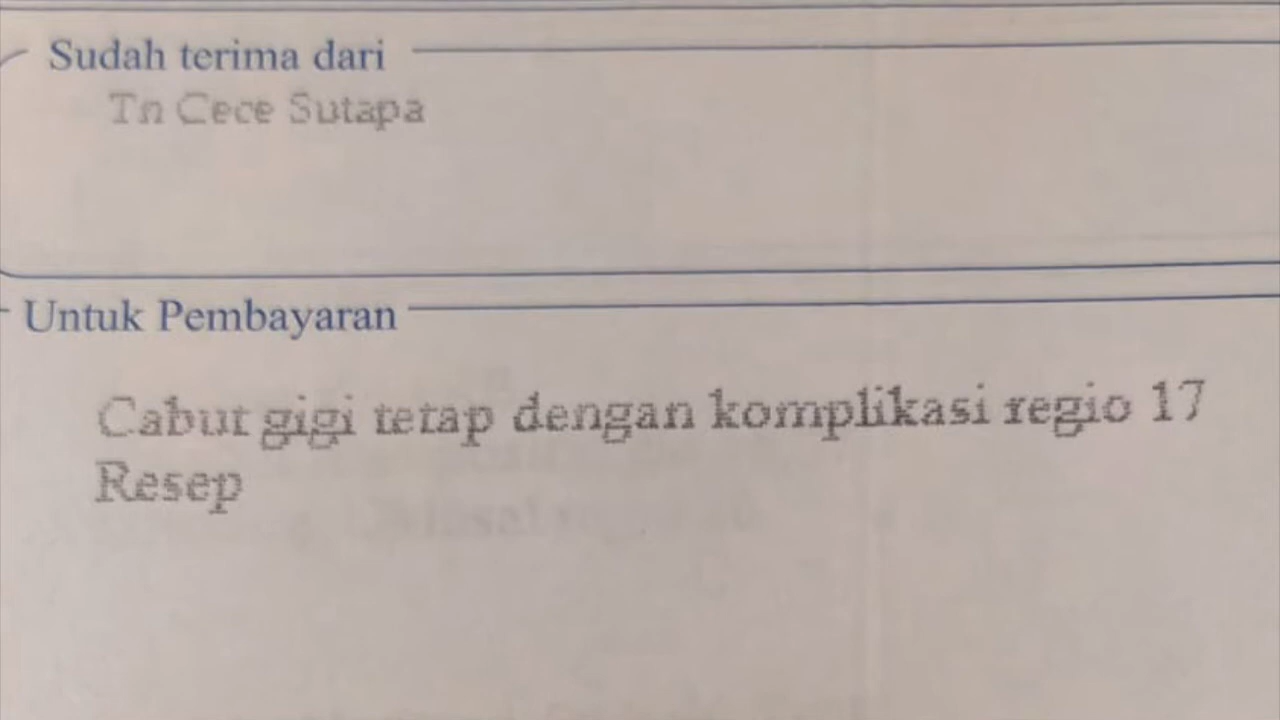 Sudah terima dari
Tn Cece Sutapa
Untuk Pembayaran
Cabut gigi tetap dengan komplikasi regio 17
Resep